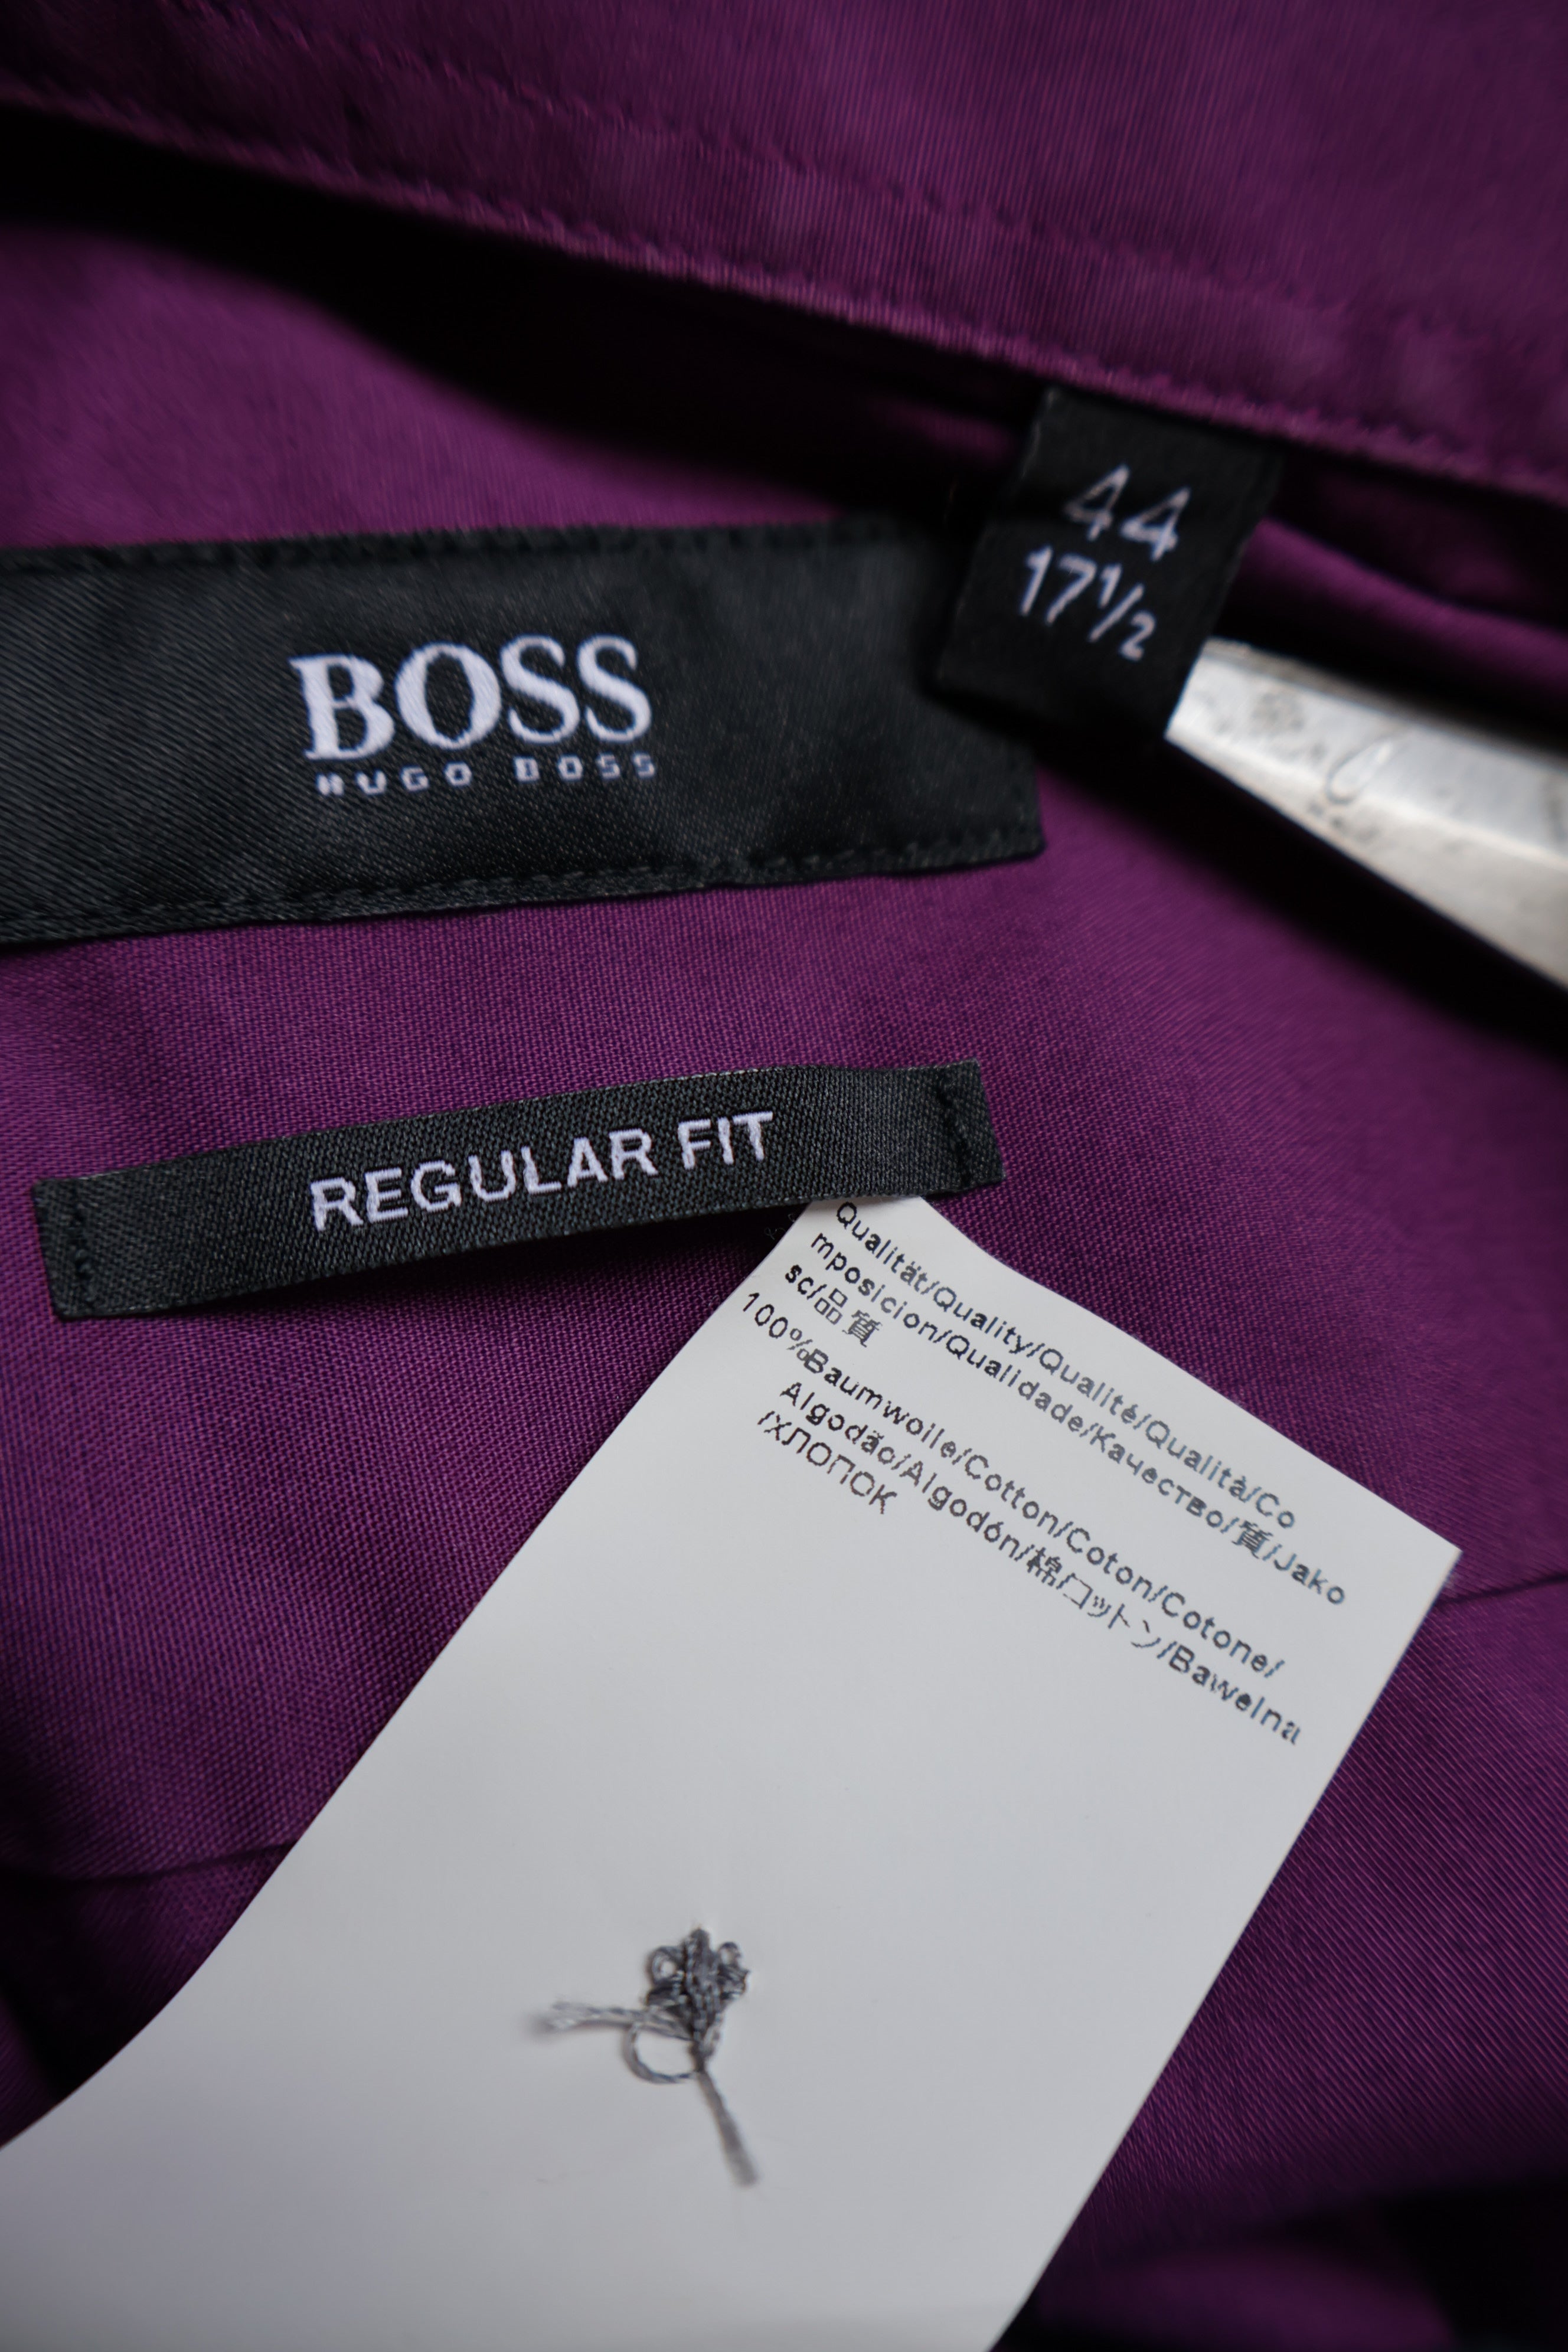 44
17½
BOSS
HUGO BOSS
REGULAR FIT
Qualität/Quality/Qualité/Qualità/Co
mposicion/Qualidade/Качество/質/Jako
sc/品質
100%Baumwolle/Cotton/Coton/Cotone/
Algodão/Algodón/棉/コットン/Bawelna
/ХЛОПОК